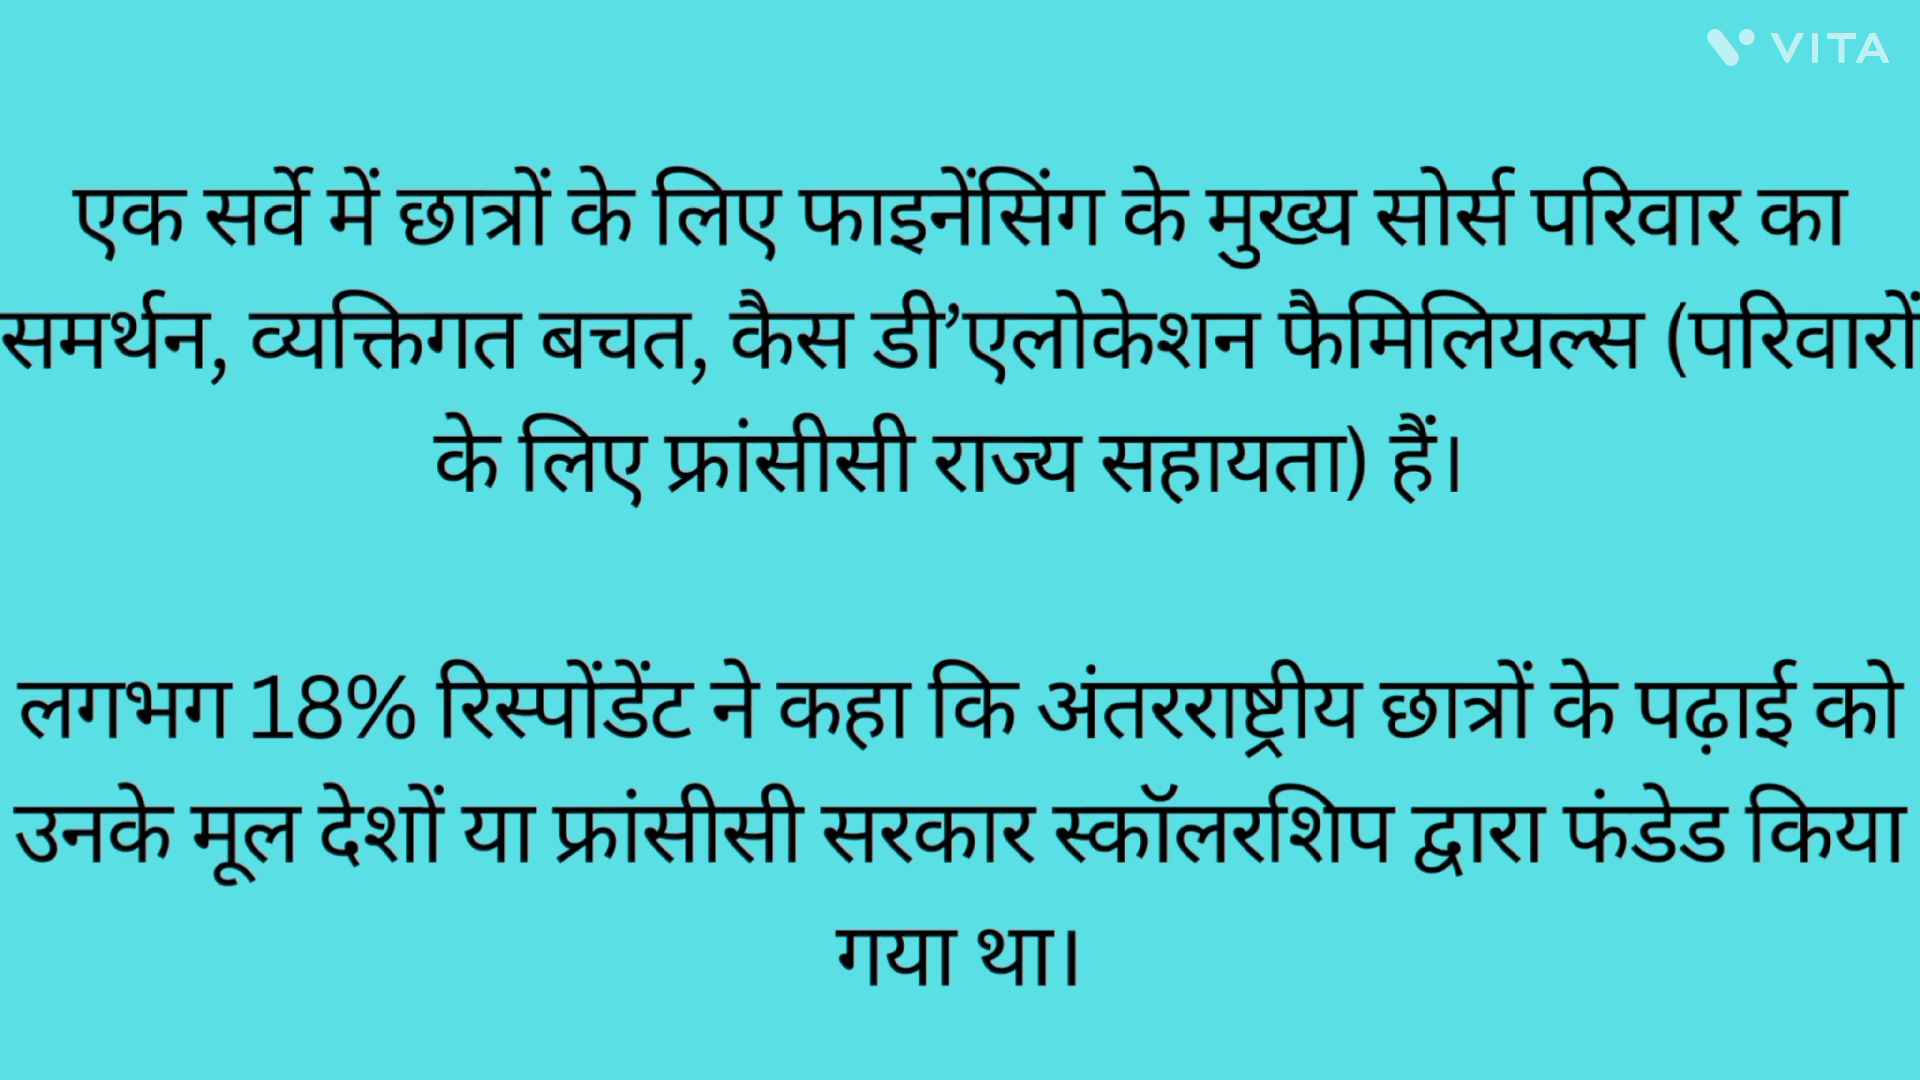 VITA
एक सर्वे में छात्रों के लिए फाइनेंसिंग के मुख्य सोर्स परिवार का
समर्थन, व्यक्तिगत बचत, कैस डी’एलोकेशन फैमिलियल्स (परिवारों
के लिए फ्रांसीसी राज्य सहायता) हैं।
लगभग 18% रिस्पोंडेंट ने कहा कि अंतरराष्ट्रीय छात्रों के पढ़ाई को
उनके मूल देशों या फ्रांसीसी सरकार स्कॉलरशिप द्वारा फंडेड किया
गया था।